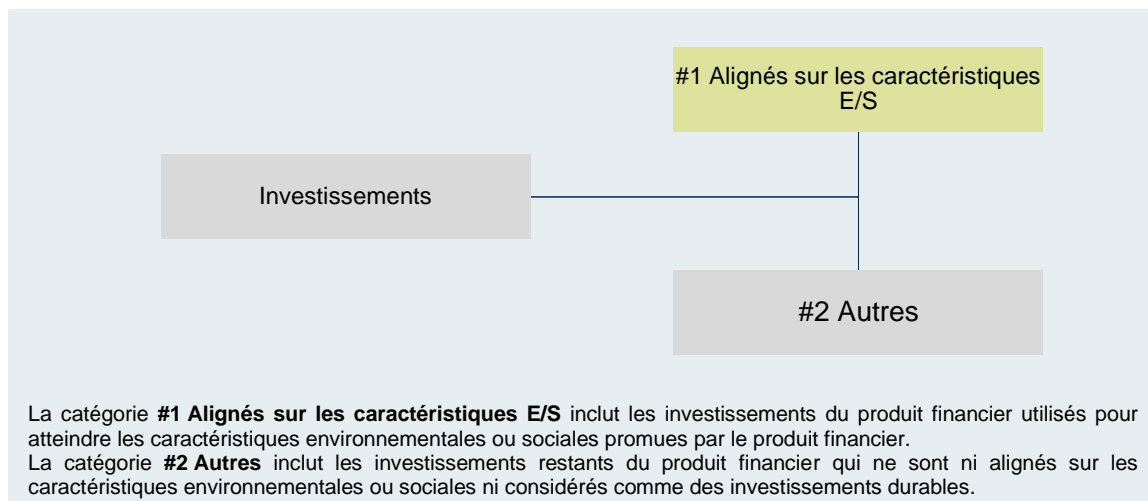 #1 Alignés sur les caractéristiques
E/S
Investissements
#2 Autres
La catégorie #1 Alignés sur les caractéristiques E/S inclut les investissements du produit financier utilisés pour
atteindre les caractéristiques environnementales ou sociales promues par le produit financier.
La catégorie #2 Autres inclut les investissements restants du produit financier qui ne sont ni alignés sur les
caractéristiques environnementales ou sociales ni considérés comme des investissements durables.